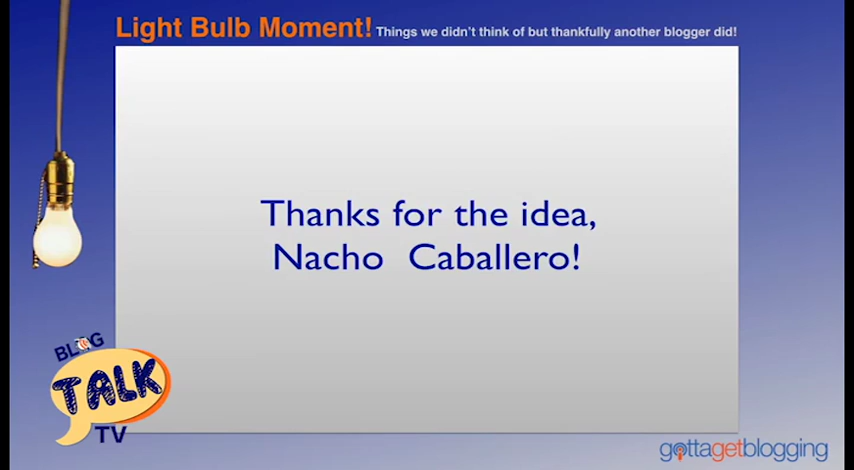 Light Bulb Moment! Things we didn't think of but thankfully another blogger did!
Thanks for the idea,
Nacho Caballero!
BLOG
TALK
TV
gottagetblogging